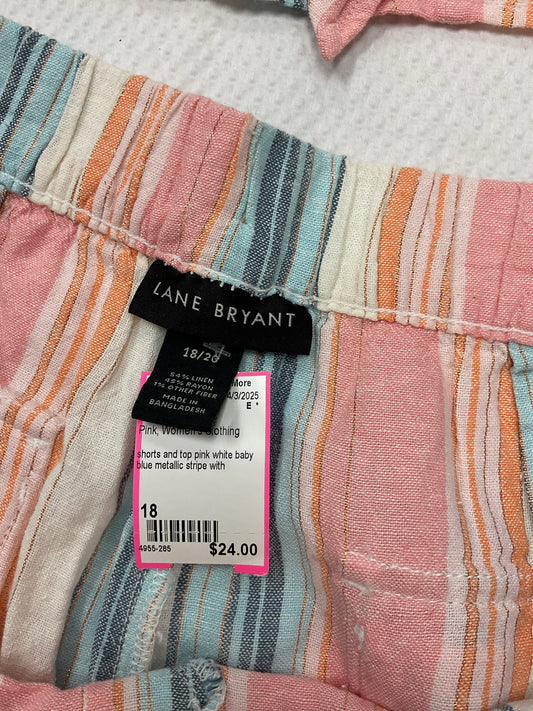 LANE BRYANT
18/20
54% LINEN
45% RAYON
1% OTHER FIBER
MADE IN
BANGLADESH
More
4/3/2025
E *
Pink, Women's Clothing
shorts and top pink white baby
blue metallic stripe with
18
4955-285
$24.00